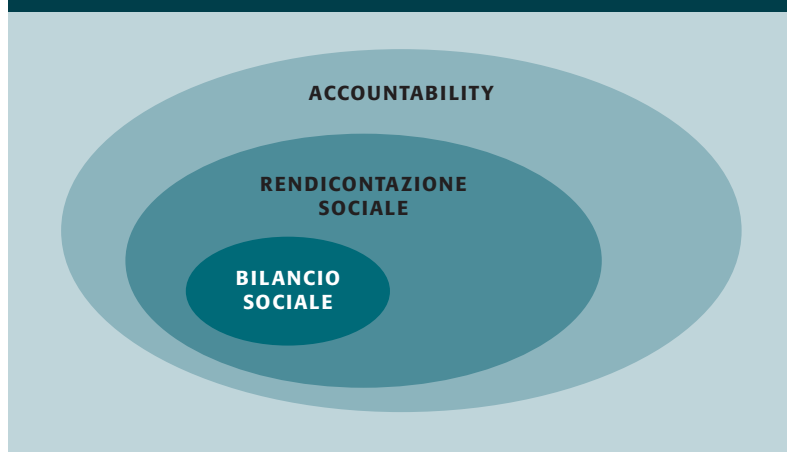 ACCOUNTABILITY
RENDICONTAZIONE
SOCIALE
BILANCIO
SOCIALE